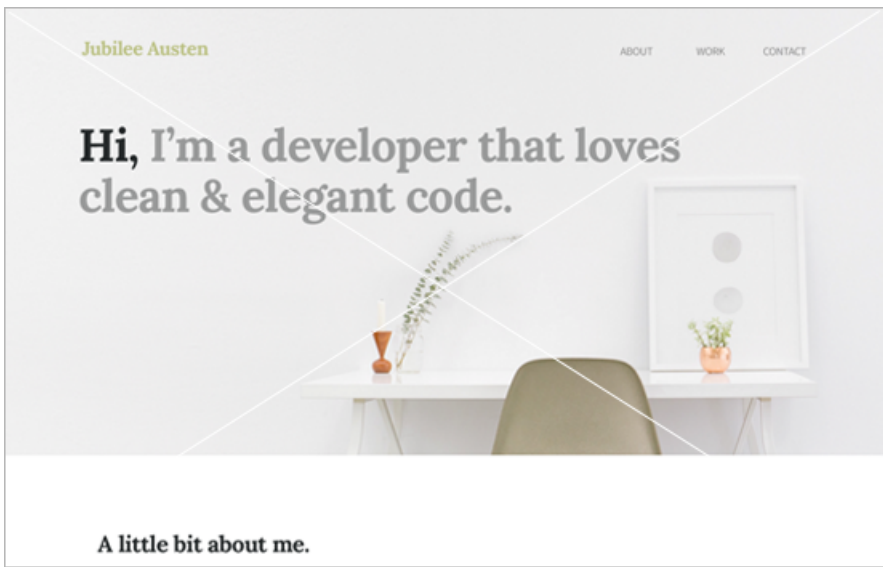 Jubilee Austen
ABOUT WORK CONTACT
Hi, I’m a developer that loves
clean & elegant code.
A little bit about me.